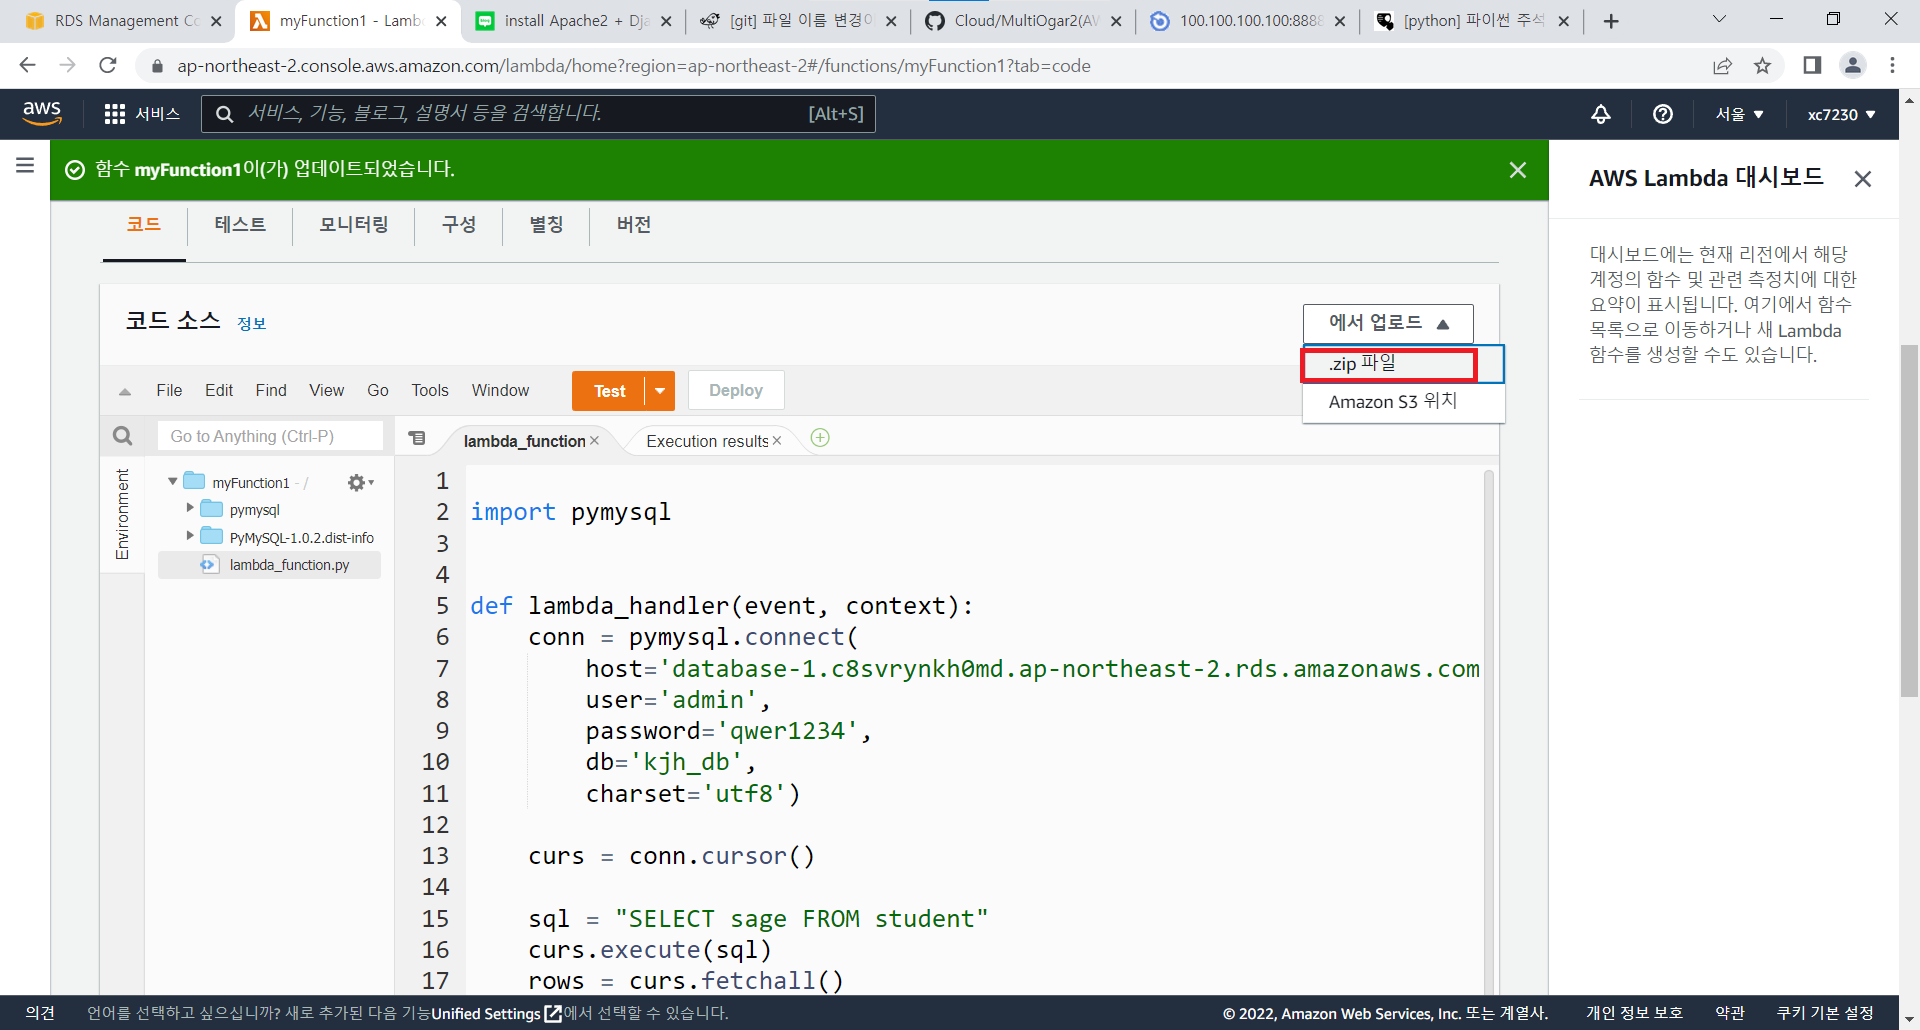 RDS Management Co
myFunction1 - Lamb
install Apache2 + Dja
[git] 파일 이름 변경이
Cloud/MultiOgar2(AW
100.100.100.100:8888
[python] 파이썬 주석
ap-northeast-2.console.aws.amazon.com/lambda/home?region=ap-northeast-2#/functions/myFunction1?tab=code
aws
서비스
서비스, 기능, 블로그, 설명서 등을 검색합니다.
[Alt+S]
서울 ▼
xc7230 ▼
함수 myFunction1이(가) 업데이트되었습니다.
AWS Lambda 대시보드
대시보드에는 현재 리전에서 해당
계정의 함수 및 관련 측정치에 대한
요약이 표시됩니다. 여기에서 함수
목록으로 이동하거나 새 Lambda
함수를 생성할 수도 있습니다.
코드
테스트
모니터링
구성
별칭
버전
코드 소스 정보
에서 업로드 ▲
.zip 파일
Amazon S3 위치
File Edit Find View Go Tools Window
Test
Deploy
Go to Anything (Ctrl-P)
lambda_function
Execution results
Environment
myFunction1 - /
pymysql
PyMySQL-1.0.2.dist-info
lambda_function.py
1
2 import pymysql
3
4
5 def lambda_handler(event, context):
6 conn = pymysql.connect(
7 host='database-1.c8svrynkh0md.ap-northeast-2.rds.amazonaws.com
8 user='admin',
9 password='qwer1234',
10 db='kjh_db',
11 charset='utf8')
12
13 curs = conn.cursor()
14
15 sql = "SELECT sage FROM student"
16 curs.execute(sql)
17 rows = curs.fetchall()
의견
언어를 선택하고 싶으십니까? 새로 추가된 다음 기능Unified Settings에서 선택할 수 있습니다.
© 2022, Amazon Web Services, Inc. 또는 계열사.
개인 정보 보호
약관
쿠키 기본 설정